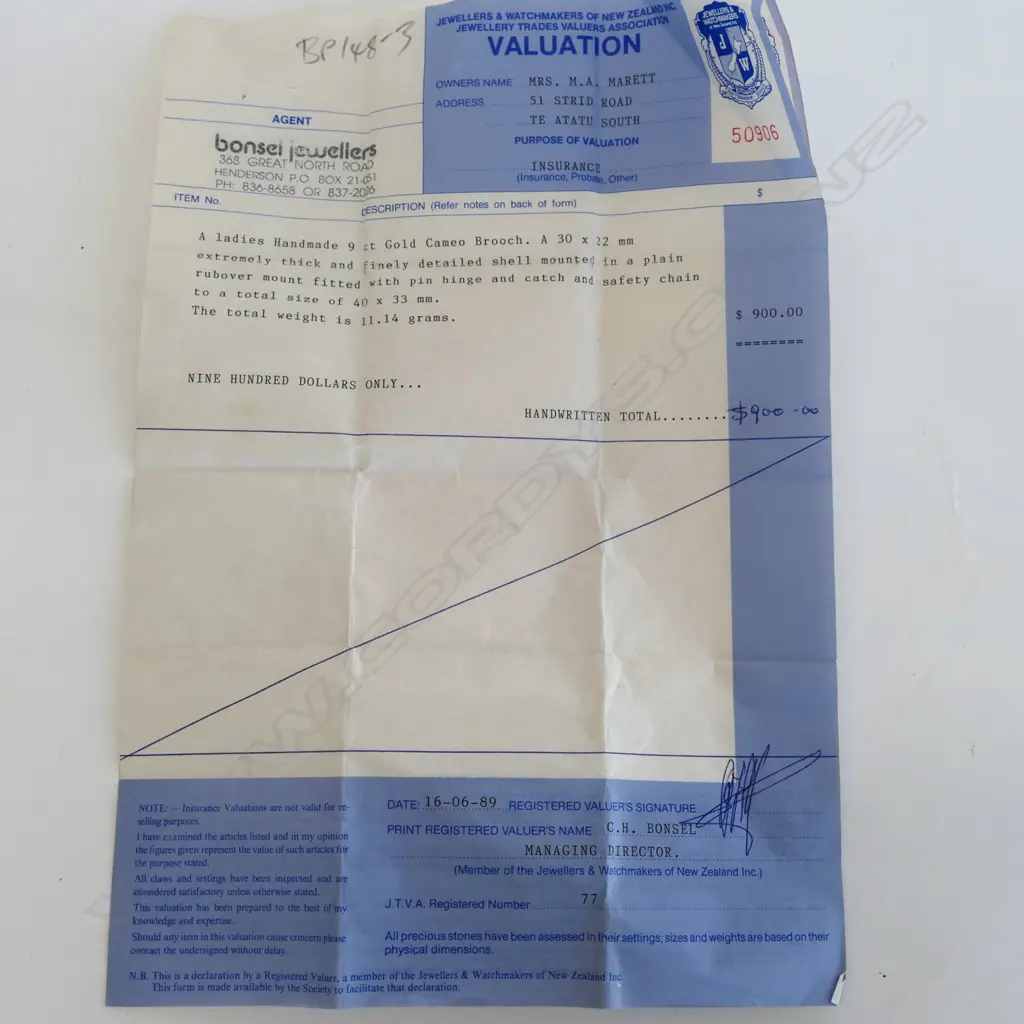 BP148-3
JEWELLERS & WATCHMAKERS OF NEW ZEALAND INC.
JEWELLERY TRADES VALUERS ASSOCIATION
VALUATION
OWNERS NAME MRS. M.A. MARETT
ADDRESS 51 STRID ROAD
TE ATATU SOUTH
PURPOSE OF VALUATION
INSURANCE
(Insurance, Probate, Other)
JEWELLERS & WATCHMAKERS
J W
50906
AGENT
bonsel jewellers
368 GREAT NORTH ROAD
HENDERSON P.O. BOX
PH: 836-8658 OR
ITEM No.
DESCRIPTION (Refer notes on back of form)
$
A ladies Handmade 9 ct Gold Cameo Brooch. A 30 x 22 mm
extremely thick and finely detailed shell mounted in a plain
rubover mount fitted with pin hinge and catch and safety chain
to a total size of 40 x 33 mm.
The total weight is 11.14 grams.
$ 900.00
========
NINE HUNDRED DOLLARS ONLY...
HANDWRITTEN TOTAL........ $900-00
NOTE: — Insurance Valuations are not valid for re-
selling purposes.
I have examined the articles listed and in my opinion
the figures given represent the value of such articles for
the purpose stated.
All claws and settings have been inspected and are
considered satisfactory unless otherwise stated.
This valuation has been prepared to the best of my
knowledge and expertise.
Should any item in this valuation cause concern please
contact the undersigned without delay.
DATE: 16-06-89 REGISTERED VALUER'S SIGNATURE
PRINT REGISTERED VALUER'S NAME C.H. BONSEL
MANAGING DIRECTOR.
(Member of the Jewellers & Watchmakers of New Zealand Inc.)
J.T.V.A. Registered Number 77
All precious stones have been assessed in their settings; sizes and weights are based on their
physical dimensions.
N.B. This is a declaration by a Registered Valuer, a member of the Jewellers & Watchmakers of New Zealand Inc.
This form is made available by the Society to facilitate that declaration.
WWW.CORDYS.CO.NZ